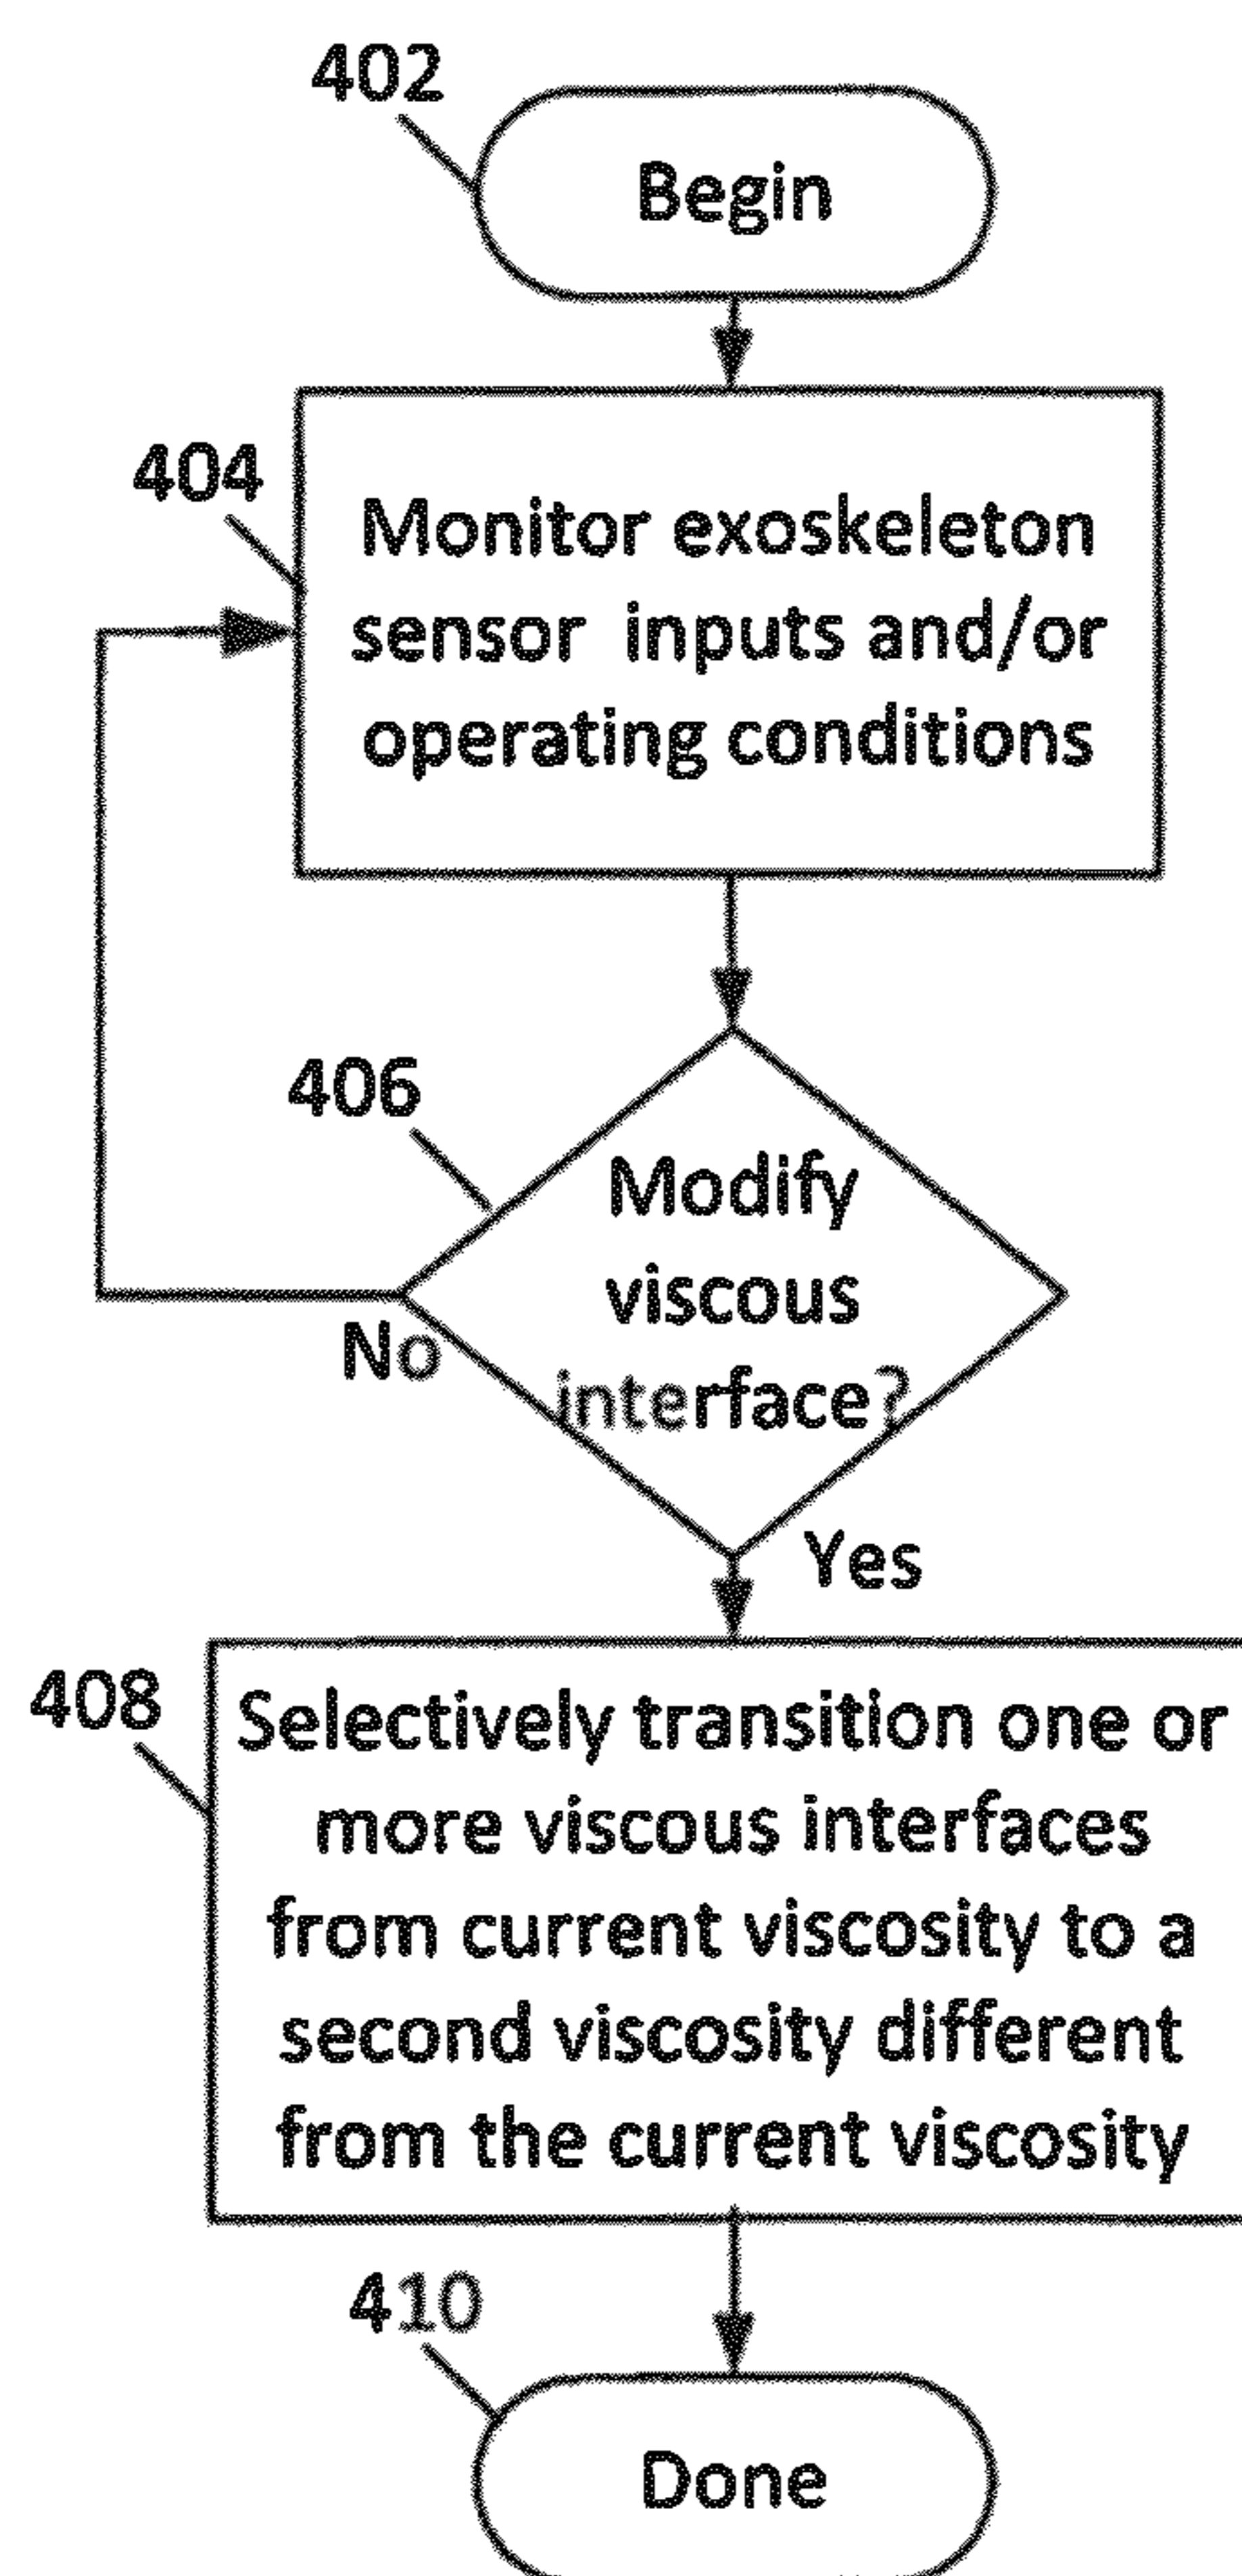 402
Begin
404
Monitor exoskeleton
sensor inputs and/or
operating conditions
406
Modify
viscous
interface?
No
Yes
408
Selectively transition one or
more viscous interfaces
from current viscosity to a
second viscosity different
from the current viscosity
410
Done